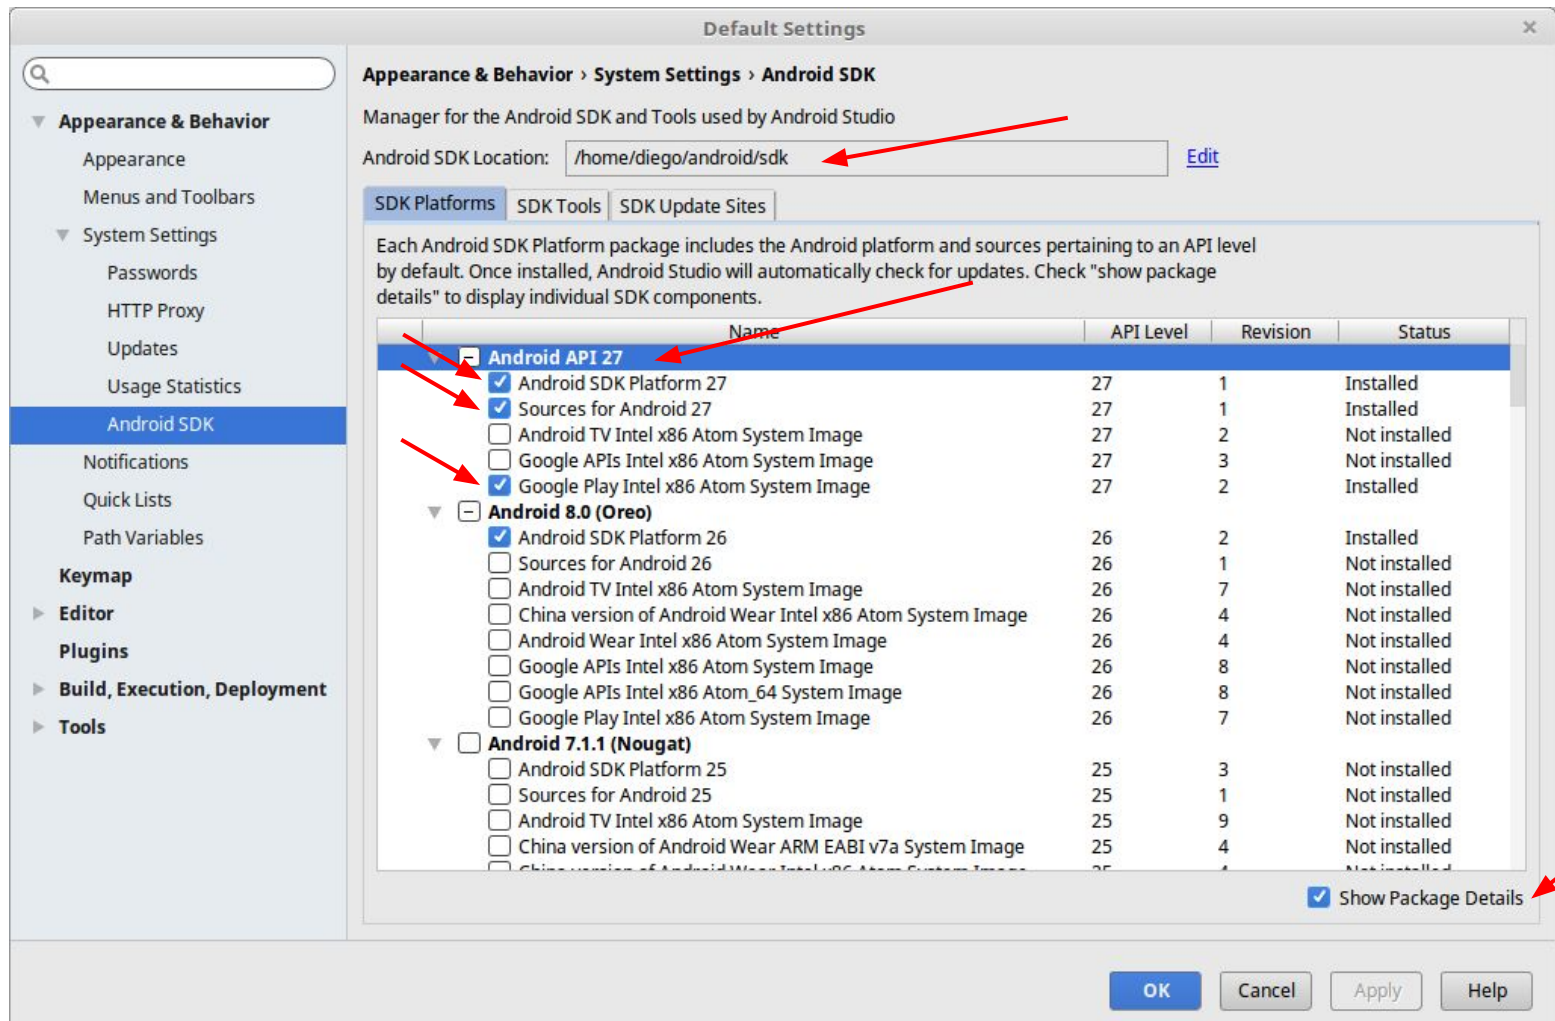 Default Settings
Appearance & Behavior › System Settings › Android SDK
Appearance & Behavior
Appearance
Menus and Toolbars
System Settings
Passwords
HTTP Proxy
Updates
Usage Statistics
Android SDK
Notifications
Quick Lists
Path Variables
Keymap
Editor
Plugins
Build, Execution, Deployment
Tools
Manager for the Android SDK and Tools used by Android Studio
Android SDK Location: /home/diego/android/sdk Edit
SDK Platforms SDK Tools SDK Update Sites
Each Android SDK Platform package includes the Android platform and sources pertaining to an API level
by default. Once installed, Android Studio will automatically check for updates. Check "show package
details" to display individual SDK components.
Name API Level Revision Status
Android API 27
Android SDK Platform 27 27 1 Installed
Sources for Android 27 27 1 Installed
Android TV Intel x86 Atom System Image 27 2 Not installed
Google APIs Intel x86 Atom System Image 27 3 Not installed
Google Play Intel x86 Atom System Image 27 2 Installed
Android 8.0 (Oreo)
Android SDK Platform 26 26 2 Installed
Sources for Android 26 26 1 Not installed
Android TV Intel x86 Atom System Image 26 7 Not installed
China version of Android Wear Intel x86 Atom System Image 26 4 Not installed
Android Wear Intel x86 Atom System Image 26 4 Not installed
Google APIs Intel x86 Atom System Image 26 8 Not installed
Google APIs Intel x86 Atom_64 System Image 26 8 Not installed
Google Play Intel x86 Atom System Image 26 7 Not installed
Android 7.1.1 (Nougat)
Android SDK Platform 25 25 3 Not installed
Sources for Android 25 25 1 Not installed
Android TV Intel x86 Atom System Image 25 9 Not installed
China version of Android Wear ARM EABI v7a System Image 25 4 Not installed
China version of Android Wear Intel x86 Atom System Image 25 4 Not installed
Show Package Details
OK Cancel Apply Help